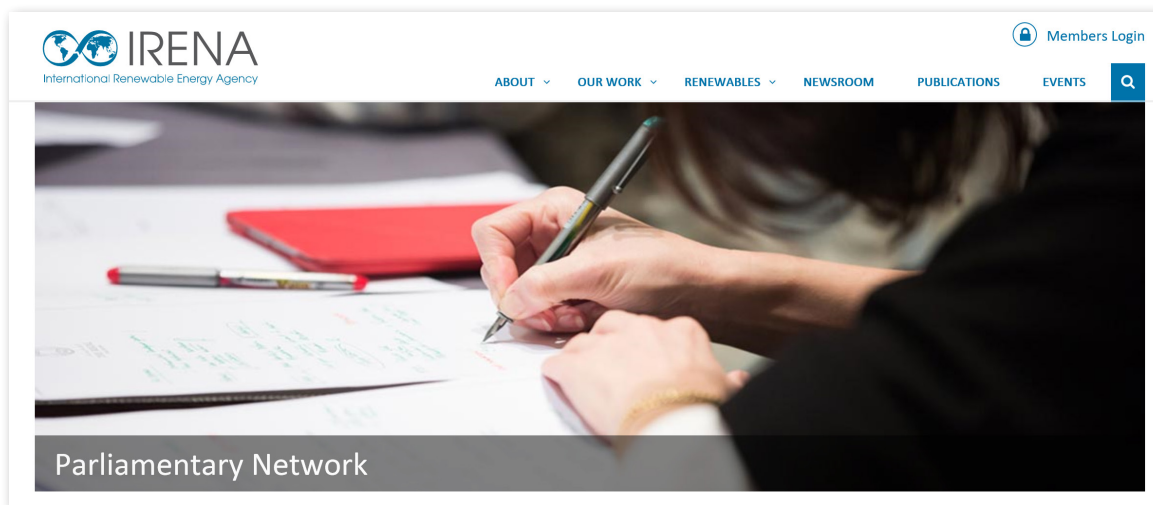 IRENA
International Renewable Energy Agency
Members Login
ABOUT OUR WORK RENEWABLES NEWSROOM PUBLICATIONS EVENTS
Parliamentary Network